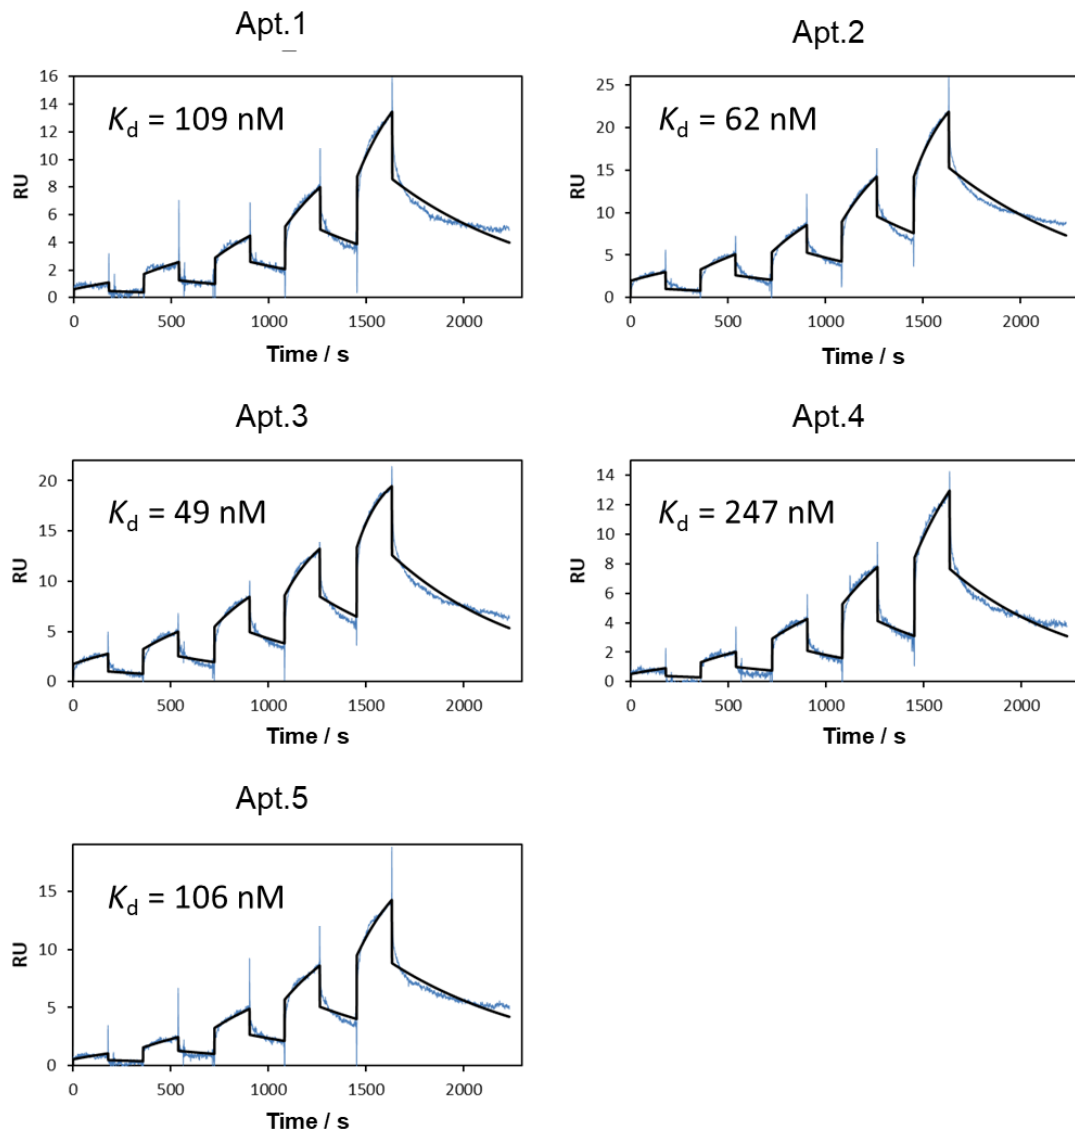 Apt.1
16
14
12
10
8
6
4
2
0
RU
Kd = 109 nM
0 500 1000 1500 2000
Time / s
Apt.2
25
20
15
10
5
0
RU
Kd = 62 nM
0 500 1000 1500 2000
Time / s
Apt.3
20
15
10
5
0
RU
Kd = 49 nM
0 500 1000 1500 2000
Time / s
Apt.4
14
12
10
8
6
4
2
0
RU
Kd = 247 nM
0 500 1000 1500 2000
Time / s
Apt.5
15
10
5
0
RU
Kd = 106 nM
0 500 1000 1500 2000
Time / s